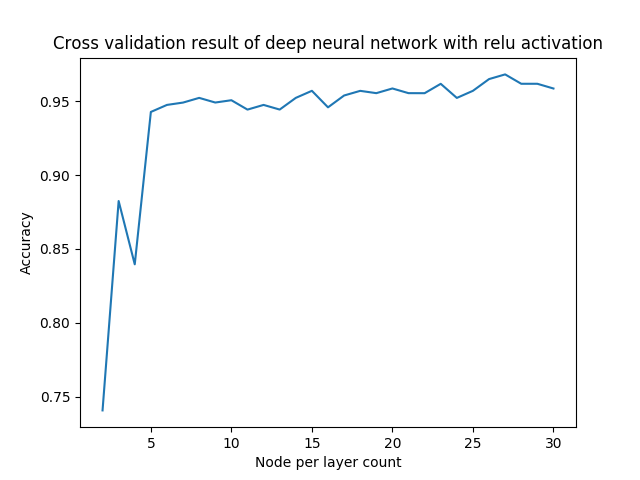 Cross validation result of deep neural network with relu activation
0.95
0.90
0.85
0.80
0.75
Accuracy
5 10 15 20 25 30
Node per layer count